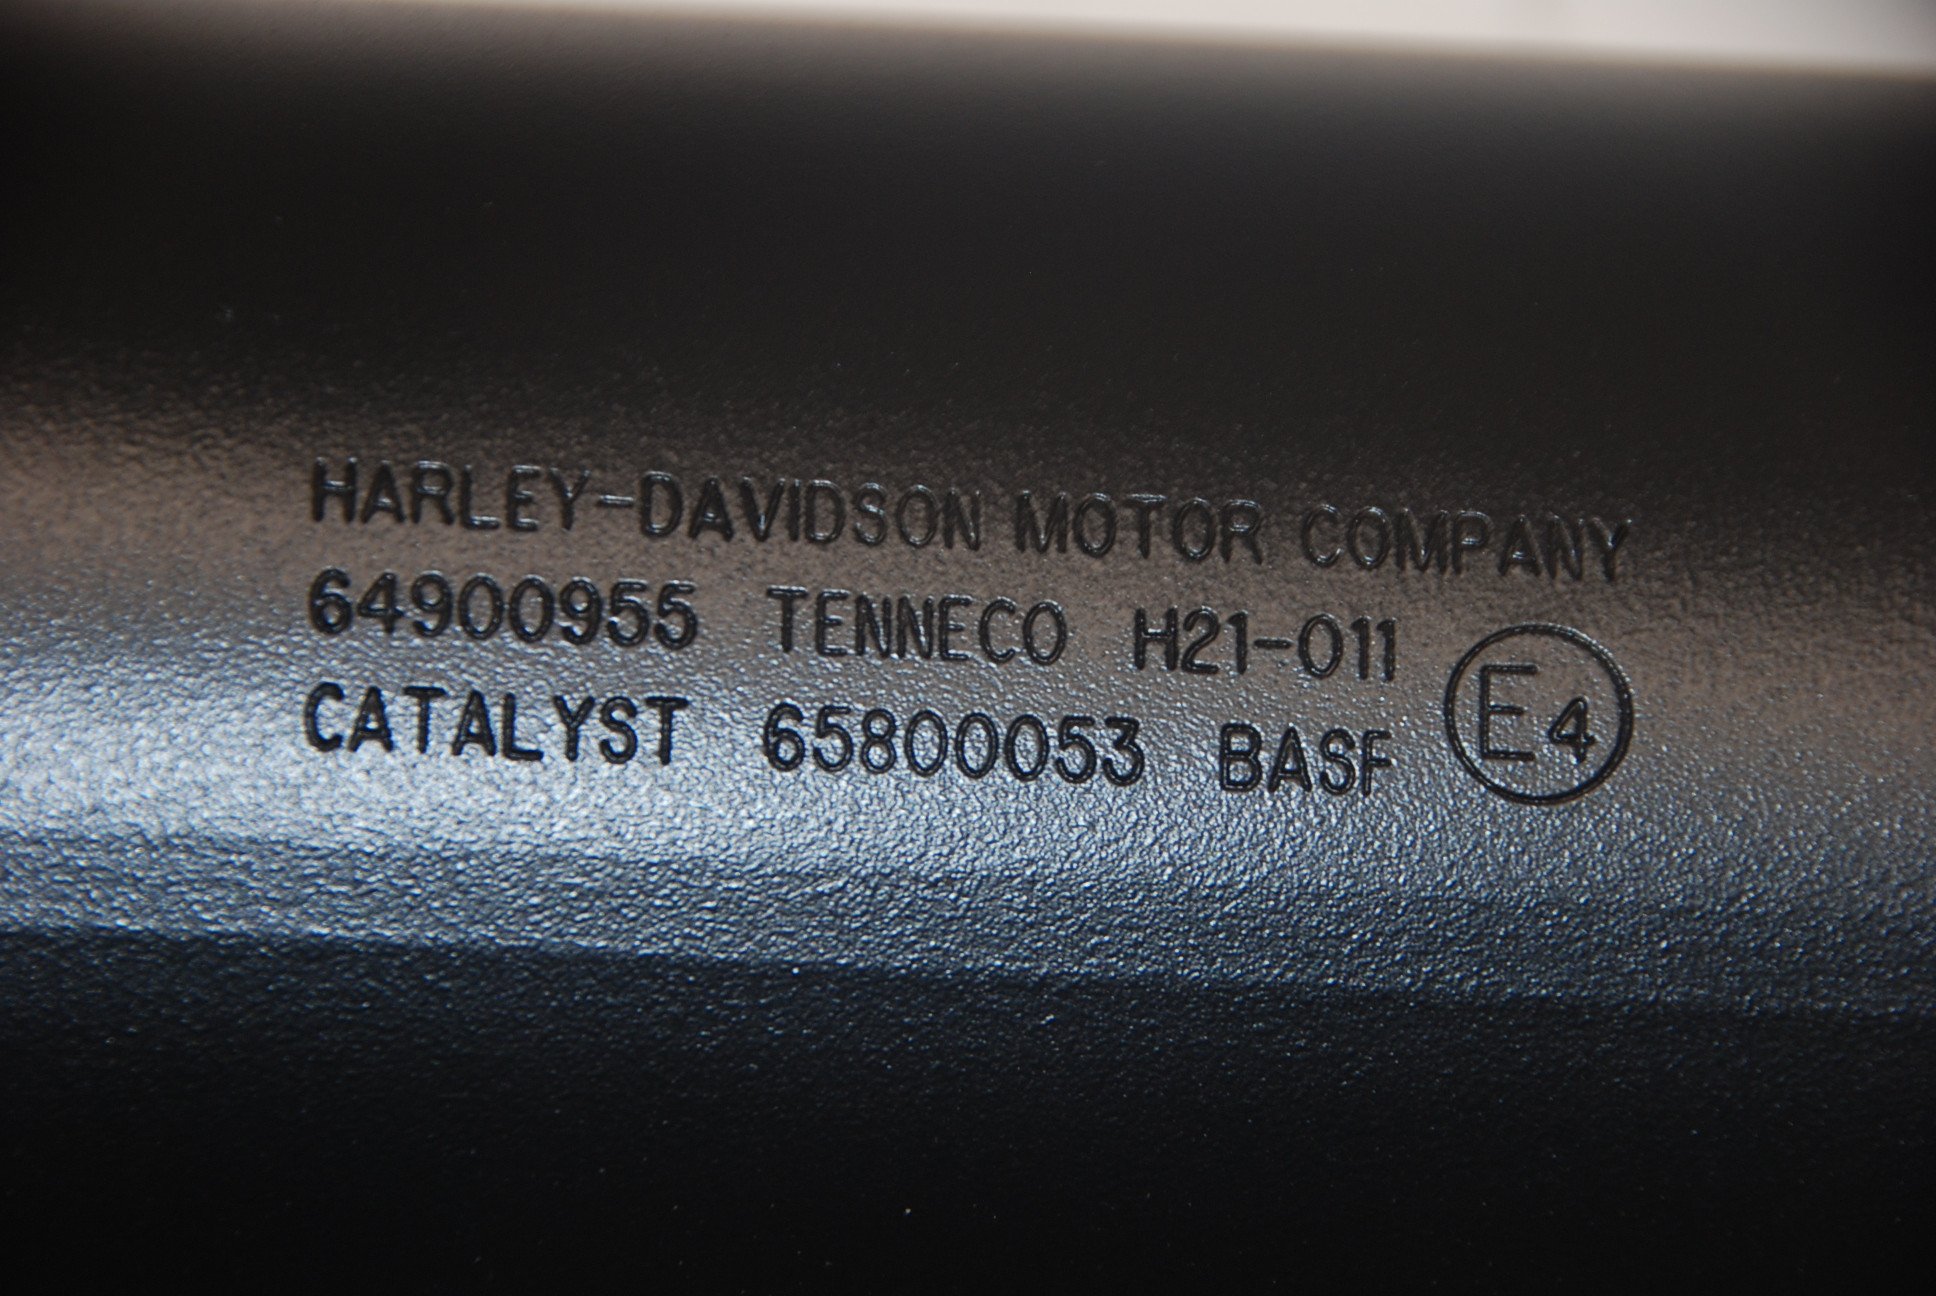 HARLEY-DAVIDSON MOTOR COMPANY
64900955 TENNECO H21-011
CATALYST 65800053 BASF E4